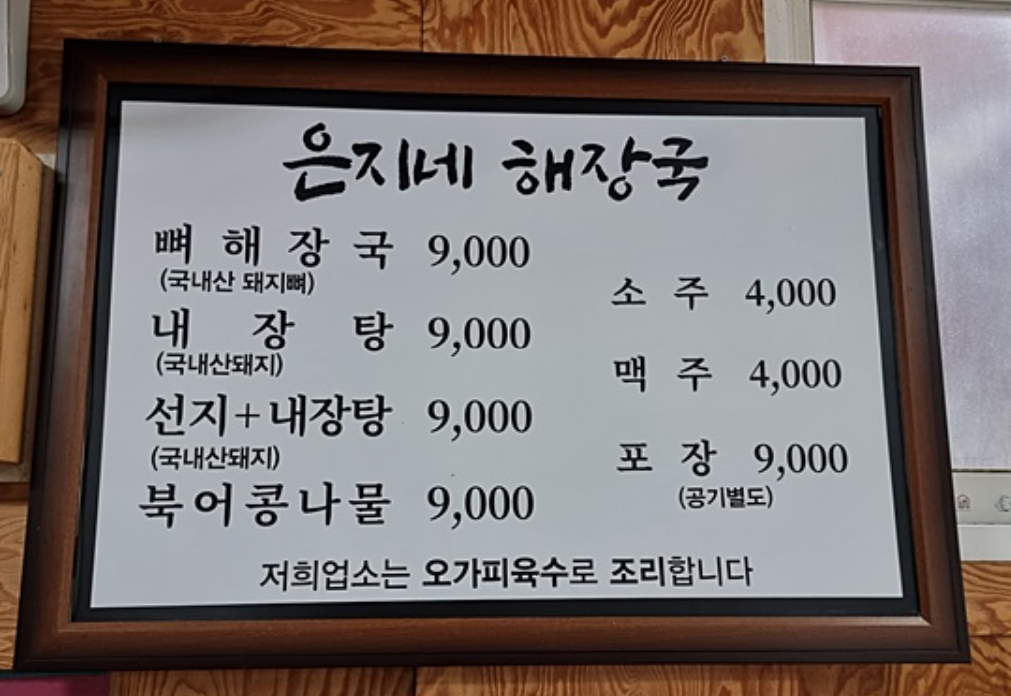 은지네 해장국
뼈해장국 9,000
(국내산 돼지뼈)
내장탕 9,000
(국내산돼지)
선지+내장탕 9,000
(국내산돼지)
북어콩나물 9,000
소주 4,000
맥주 4,000
포장 9,000
(공기별도)
저희업소는 오가피육수로 조리합니다